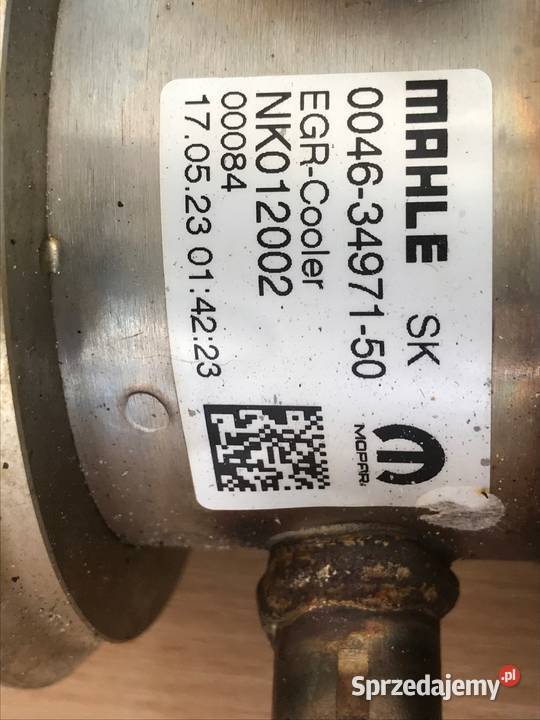 MAHLE SK
0046-34971-50
EGR-Cooler
NK012002
00084
17.05.23 01:42:23
MOPAR
Sprzedajemy.pl